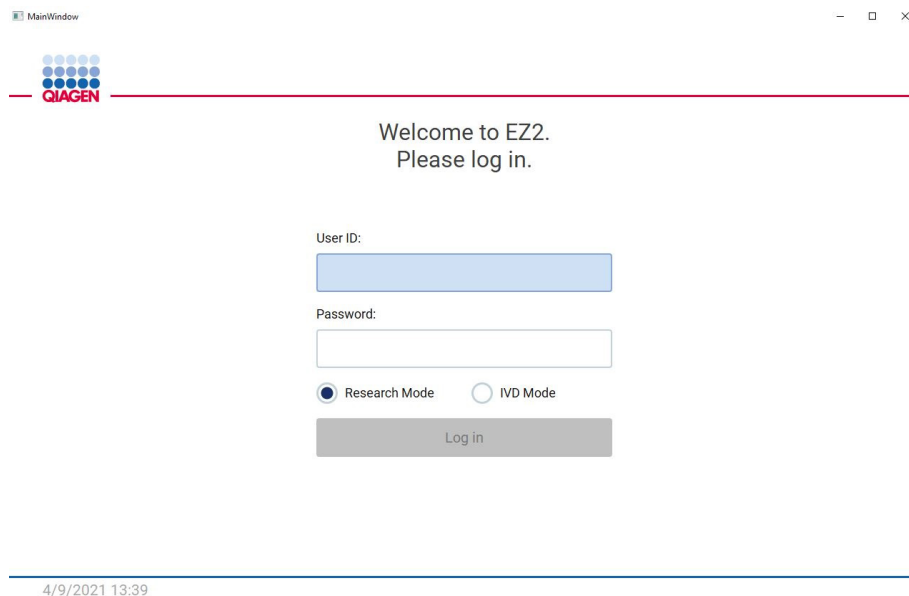 MainWindow
QIAGEN
Welcome to EZ2.
Please log in.
User ID:
Password:
Research Mode
IVD Mode
Log in
4/9/2021 13:39